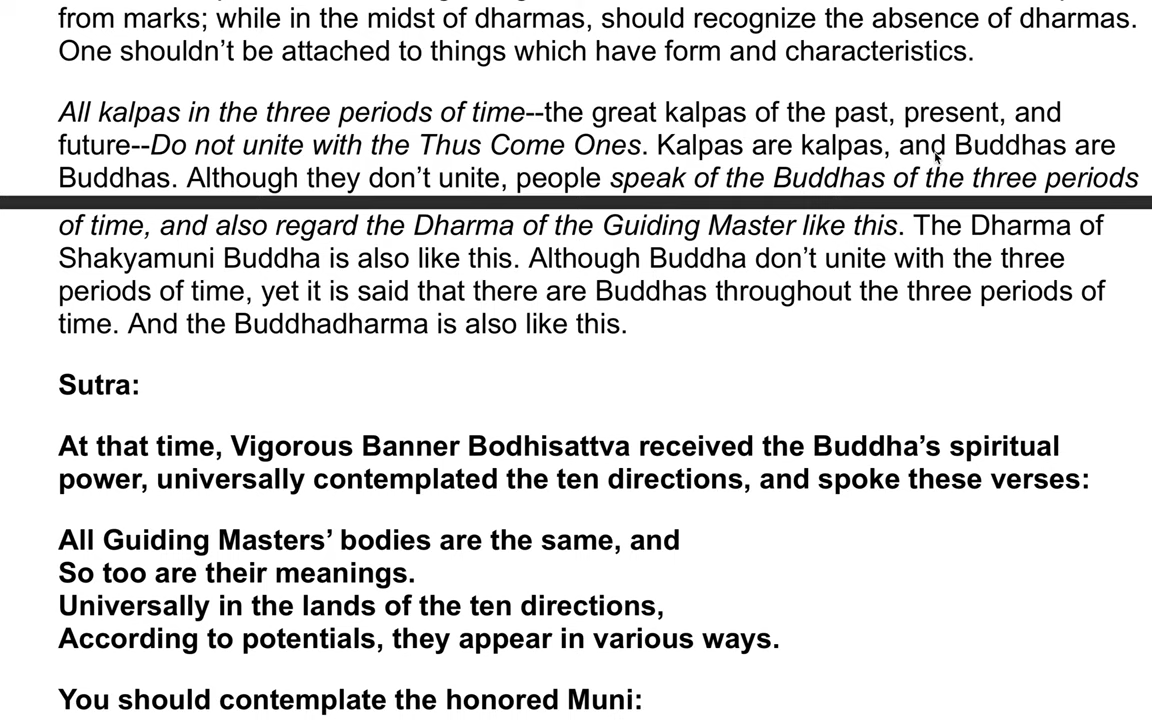 from marks; while in the midst of dharmas, should recognize the absence of dharmas.
One shouldn't be attached to things which have form and characteristics.
All kalpas in the three periods of time--the great kalpas of the past, present, and
future--Do not unite with the Thus Come Ones. Kalpas are kalpas, and Buddhas are
Buddhas. Although they don't unite, people speak of the Buddhas of the three periods
of time, and also regard the Dharma of the Guiding Master like this. The Dharma of
Shakyamuni Buddha is also like this. Although Buddha don't unite with the three
periods of time, yet it is said that there are Buddhas throughout the three periods of
time. And the Buddhadharma is also like this.
Sutra:
At that time, Vigorous Banner Bodhisattva received the Buddha's spiritual
power, universally contemplated the ten directions, and spoke these verses:
All Guiding Masters' bodies are the same, and
So too are their meanings.
Universally in the lands of the ten directions,
According to potentials, they appear in various ways.
You should contemplate the honored Muni: